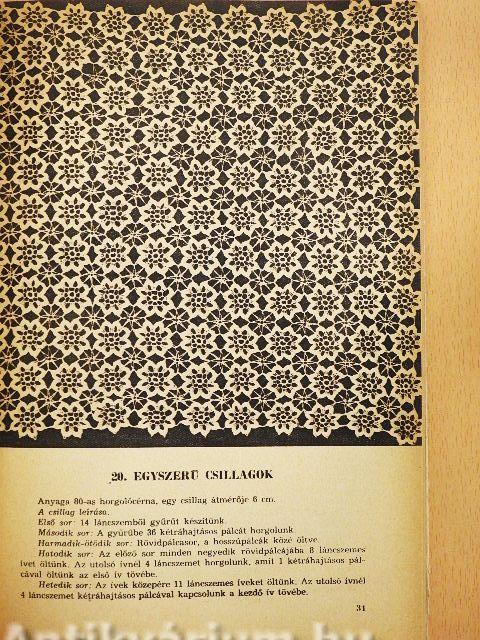 20. EGYSZERŰ CSILLAGOK
Anyaga 80-as horgolócérna, egy csillag átmérője 6 cm.
A csillag leírása.
Első sor: 14 láncszemből gyűrűt készítünk.
Második sor: A gyűrűbe 36 kétráhajtásos pálcát horgolunk
Harmadik-ötödik sor: Rövidpálcasor, a hosszúpálcák közé öltve.
Hatodik sor: Az előző sor minden negyedik rövidpálcájába 8 láncszemes
ívet öltünk. Az utolsó ívnél 4 láncszemet horgolunk, amit 1 kétráhajtásos pál-
cával öltünk az első ív tövébe.
Hetedik sor: Az ívek közepére 11 láncszemes íveket öltünk. Az utolsó ívnél
4 láncszemet kétráhajtásos pálcával kapcsolunk a kezdő ív tövébe.
31
Antikvárium.hu